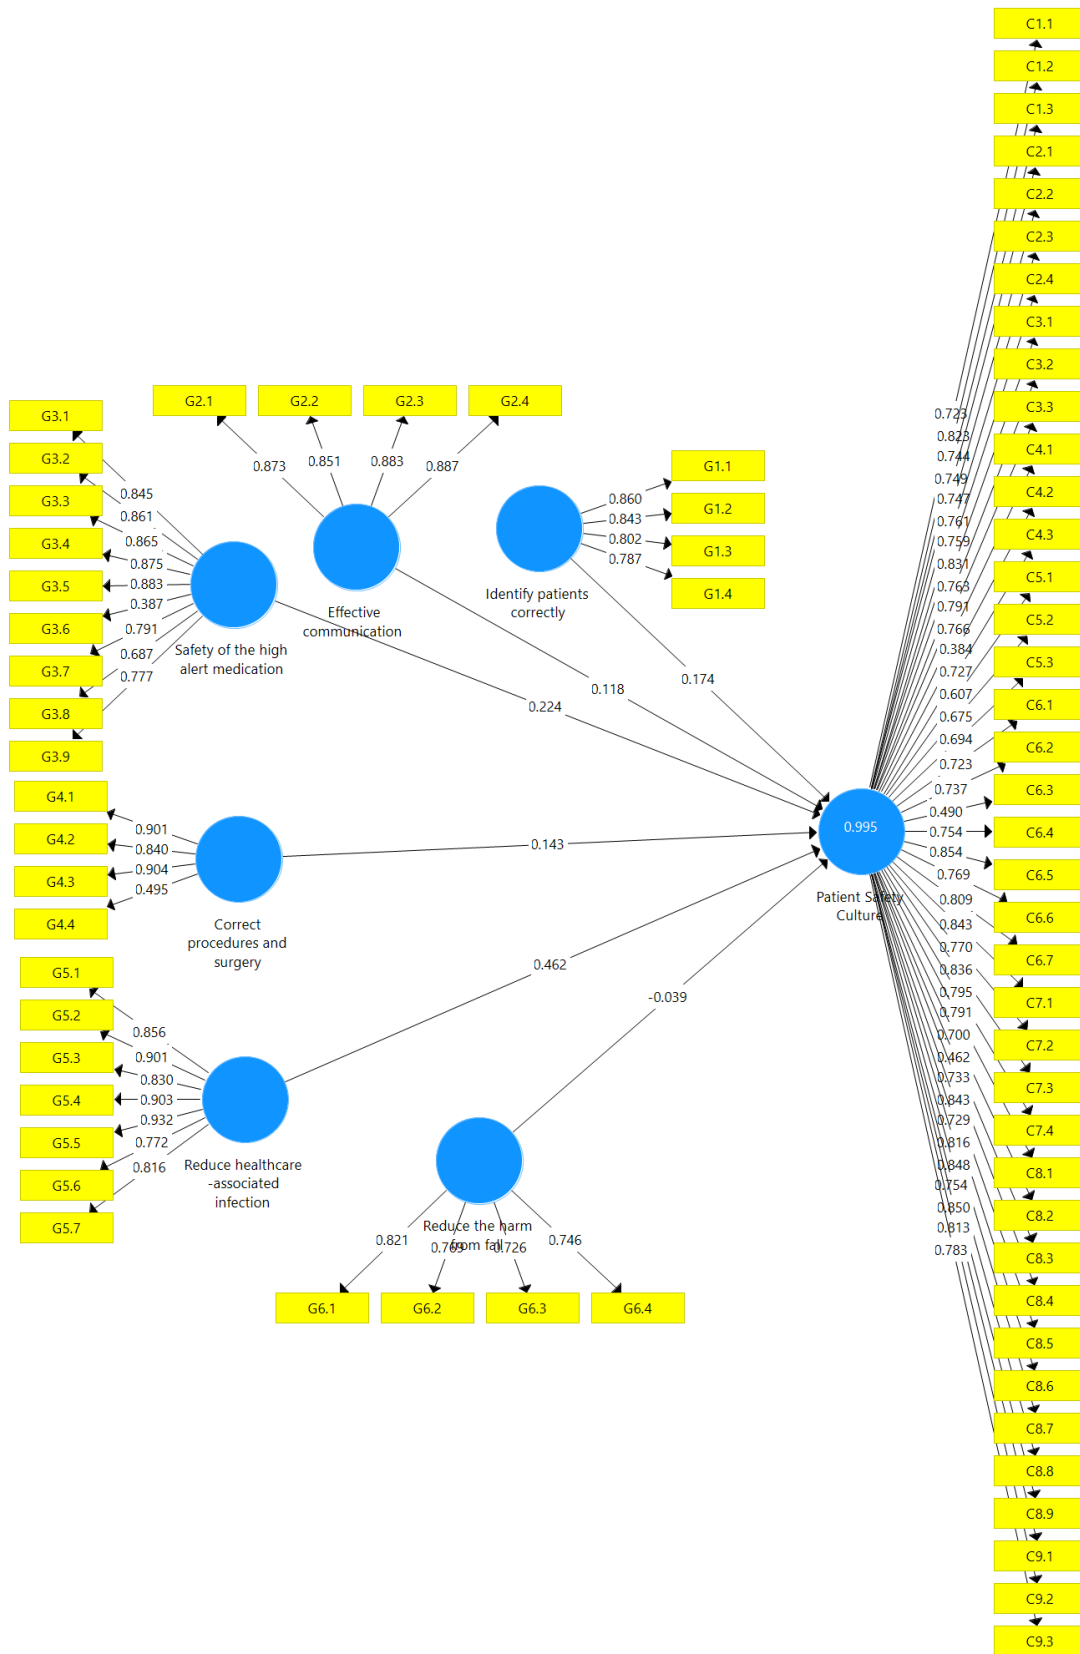 C1.1
C1.2
C1.3
C2.1
C2.2
C2.3
C2.4
C3.1
C3.2
C3.3
C4.1
C4.2
C4.3
C5.1
C5.2
C5.3
C6.1
C6.2
C6.3
C6.4
C6.5
C6.6
C6.7
C7.1
C7.2
C7.3
C7.4
C8.1
C8.2
C8.3
C8.4
C8.5
C8.6
C8.7
C8.8
C8.9
C9.1
C9.2
C9.3
0.723
0.823
0.744
0.749
0.747
0.761
0.759
0.831
0.763
0.791
0.766
0.384
0.727
0.607
0.675
0.694
0.723
0.737
0.490
0.754
0.854
0.769
0.809
0.843
0.770
0.836
0.795
0.791
0.700
0.462
0.733
0.843
0.729
0.816
0.848
0.754
0.850
0.813
0.783
G2.1
G2.2
G2.3
G2.4
0.873
0.851
0.883
0.887
Effective
communication
G1.1
G1.2
G1.3
G1.4
0.860
0.843
0.802
0.787
Identify patients
correctly
G3.1
G3.2
G3.3
G3.4
G3.5
G3.6
G3.7
G3.8
G3.9
0.845
0.861
0.865
0.875
0.883
0.387
0.791
0.687
0.777
Safety of the high
alert medication
0.174
0.118
0.224
0.143
0.462
-0.039
0.995
Patient Safety
Culture
G4.1
G4.2
G4.3
G4.4
0.901
0.840
0.904
0.495
Correct
procedures and
surgery
G5.1
G5.2
G5.3
G5.4
G5.5
G5.6
G5.7
0.856
0.901
0.830
0.903
0.932
0.772
0.816
Reduce healthcare
-associated
infection
Reduce the harm
from fall
0.821
0.769
0.726
0.746
G6.1
G6.2
G6.3
G6.4